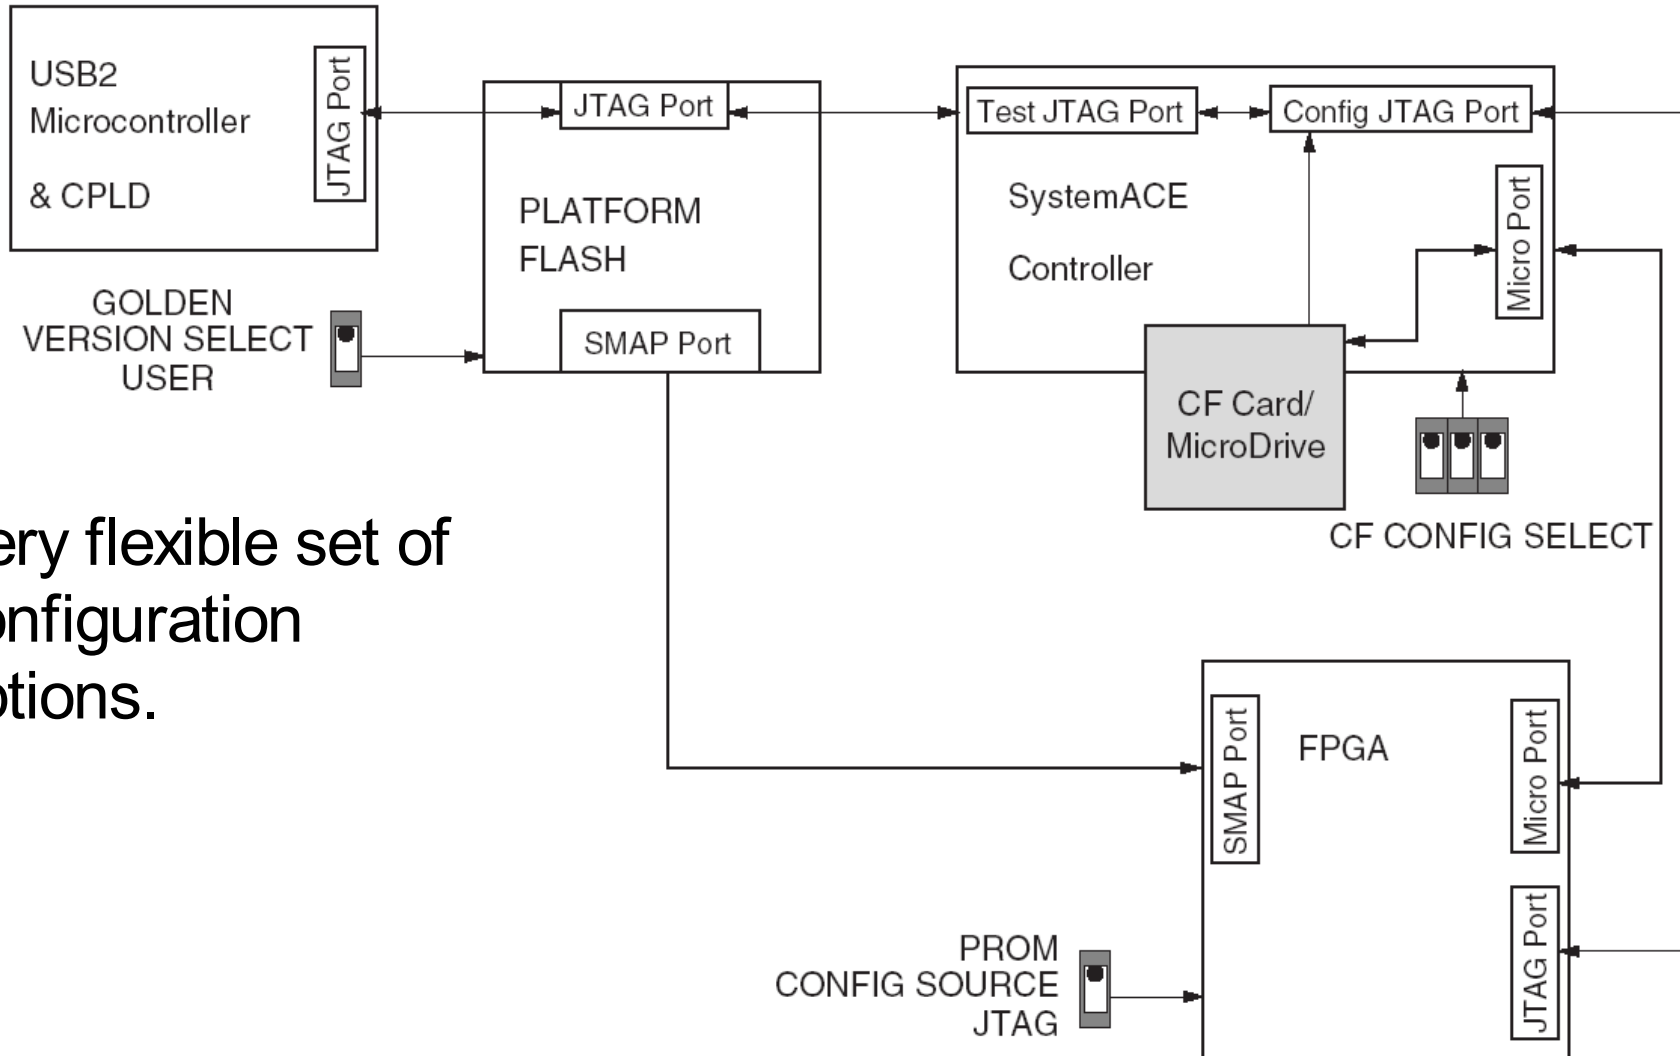 USB2
Microcontroller
& CPLD
JTAG Port
JTAG Port
PLATFORM
FLASH
SMAP Port
GOLDEN
VERSION SELECT
USER
Test JTAG Port
Config JTAG Port
SystemACE
Controller
Micro Port
CF Card/
MicroDrive
CF CONFIG SELECT
ery flexible set of
onfiguration
ptions.
SMAP Port
FPGA
Micro Port
JTAG Port
PROM
CONFIG SOURCE
JTAG